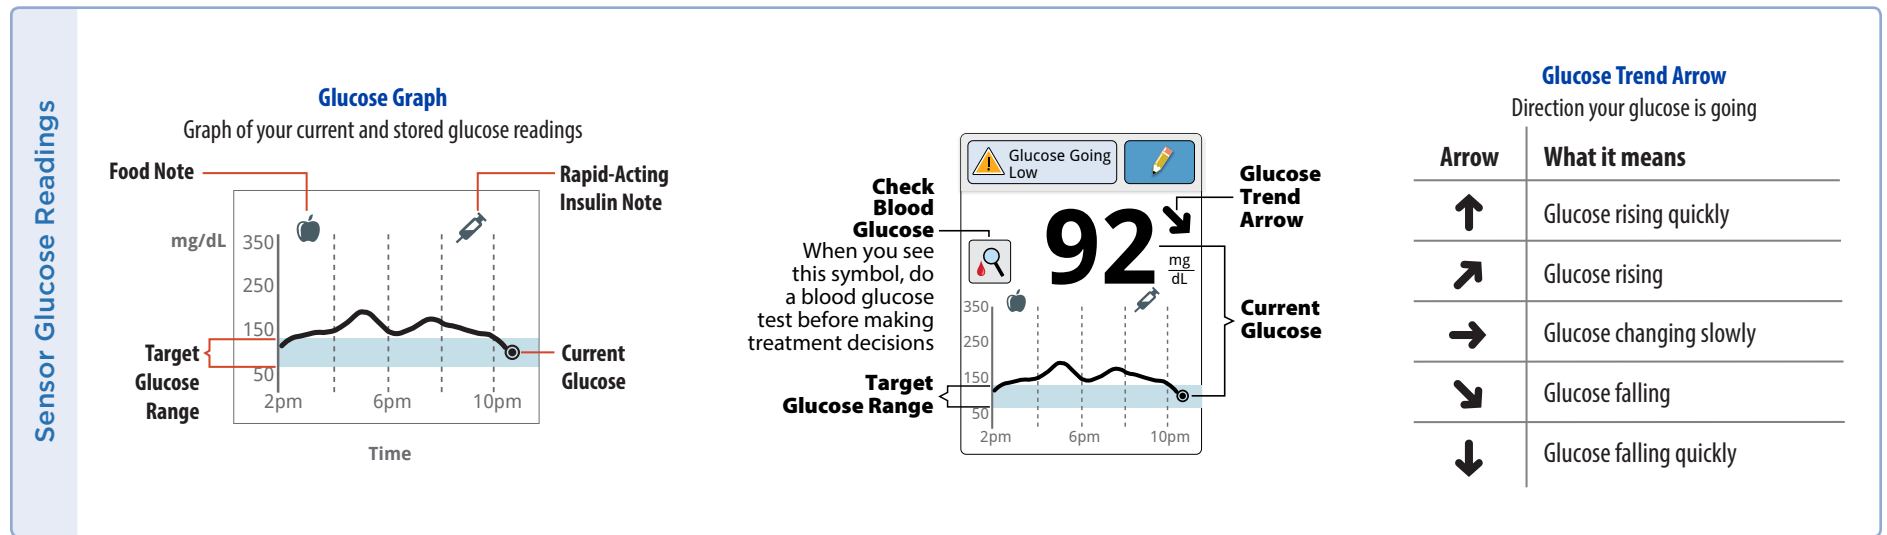 Sensor Glucose Readings
Glucose Graph
Graph of your current and stored glucose readings
Food Note
Rapid-Acting
Insulin Note
mg/dL
350
250
150
50
Target
Glucose
Range
Current
Glucose
2pm 6pm 10pm
Time
Glucose Going
Low
92
mg
dL
Check
Blood
Glucose
When you see
this symbol, do
a blood glucose
test before making
treatment decisions
Target
Glucose Range
Glucose
Trend
Arrow
Current
Glucose
350
250
150
50
2pm 6pm 10pm
Glucose Trend Arrow
Direction your glucose is going
Arrow What it means
Glucose rising quickly
Glucose rising
Glucose changing slowly
Glucose falling
Glucose falling quickly